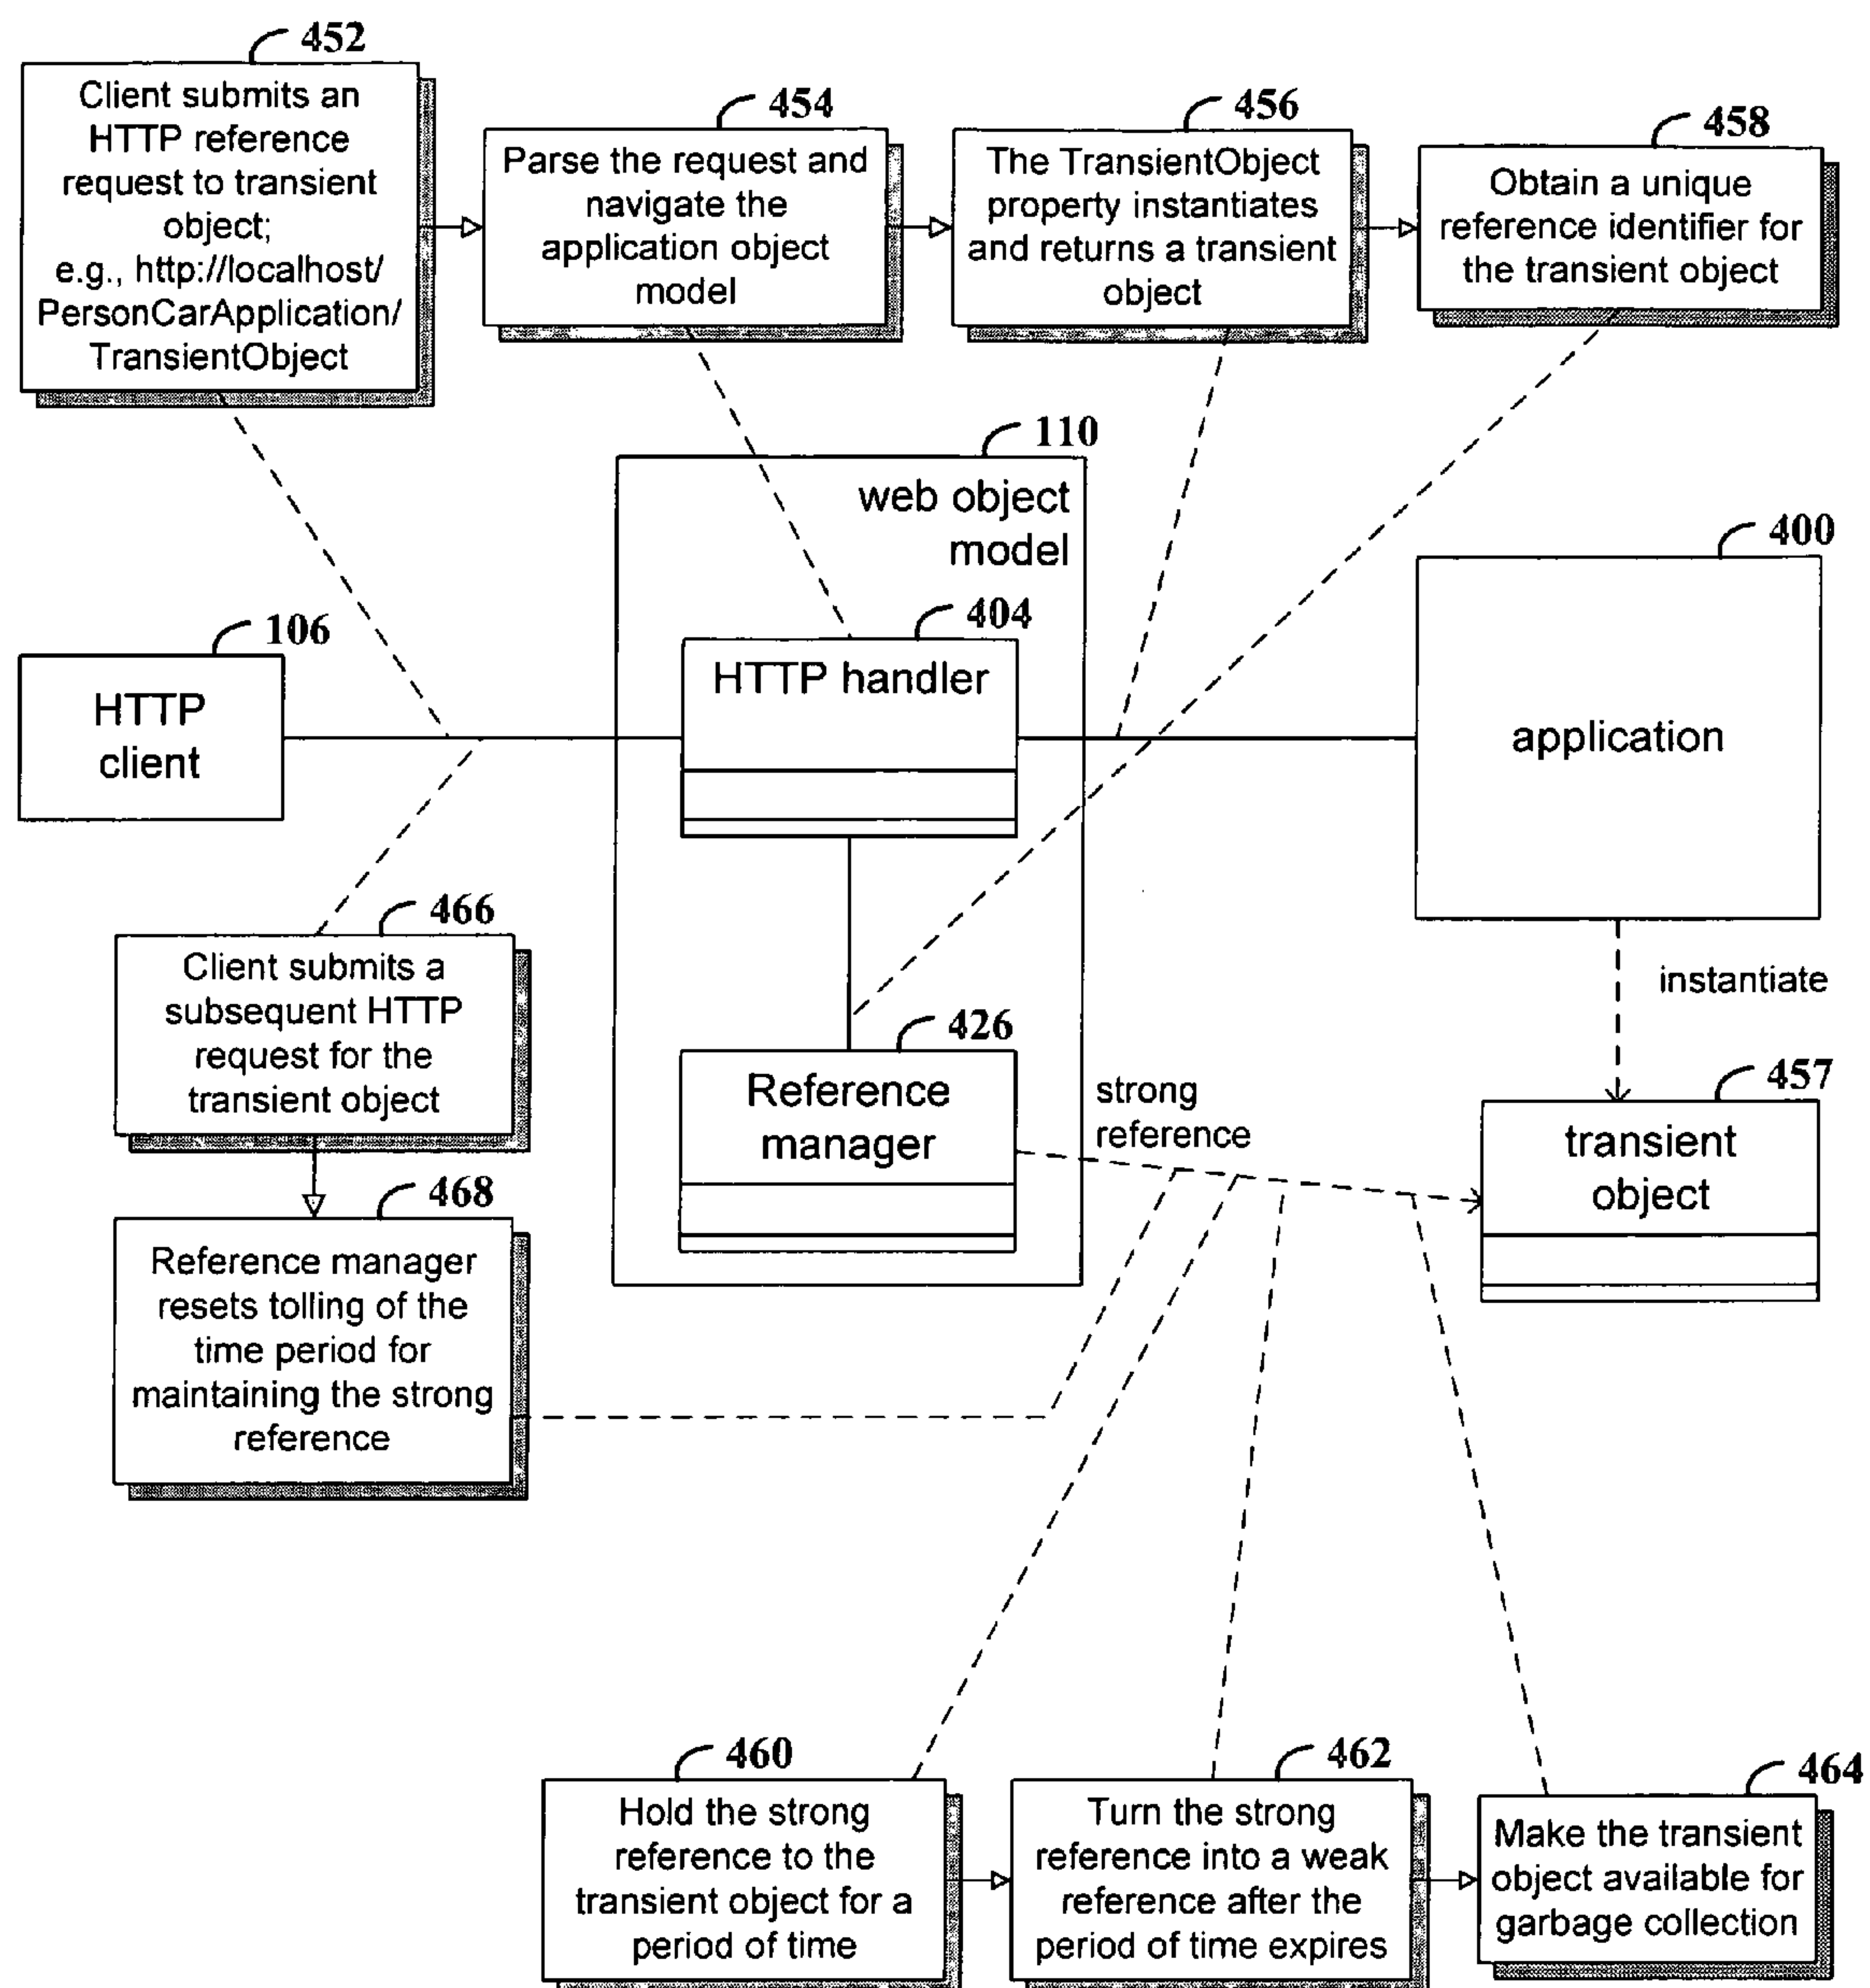 452
Client submits an
HTTP reference
request to transient
object;
e.g., http://localhost/
PersonCarApplication/
TransientObject
454
Parse the request and
navigate the
application object
model
456
The TransientObject
property instantiates
and returns a transient
object
458
Obtain a unique
reference identifier for
the transient object
110
web object
model
400
application
106
HTTP
client
404
HTTP handler
466
Client submits a
subsequent HTTP
request for the
transient object
426
Reference
manager
strong
reference
instantiate
457
transient
object
468
Reference manager
resets tolling of the
time period for
maintaining the strong
reference
460
Hold the strong
reference to the
transient object for a
period of time
462
Turn the strong
reference into a weak
reference after the
period of time expires
464
Make the transient
object available for
garbage collection